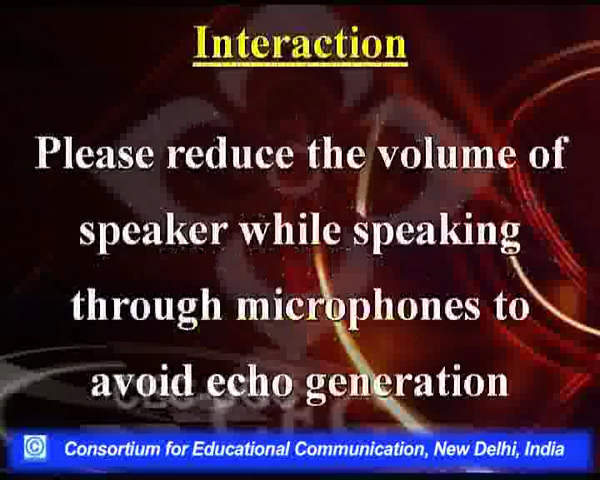 Interaction
Please reduce the volume of
speaker while speaking
through microphones to
avoid echo generation
© Consortium for Educational Communication, New Delhi, India